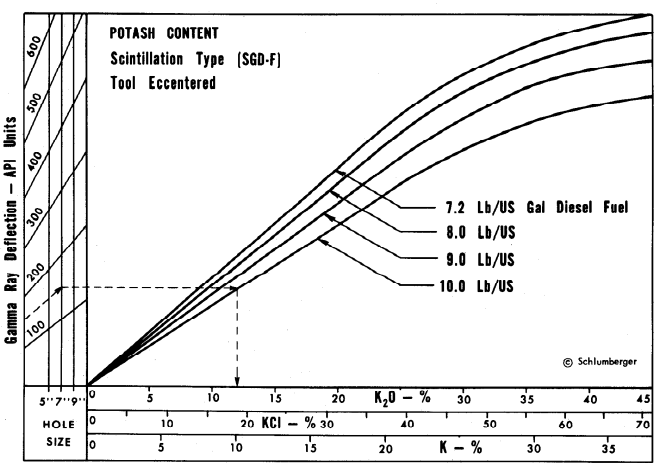 POTASH CONTENT
Scintillation Type (SGD-F)
Tool Eccentered
Gamma Ray Deflection – API Units
600
500
400
300
200
100
7.2 Lb/US Gal Diesel Fuel
8.0 Lb/US
9.0 Lb/US
10.0 Lb/US
© Schlumberger
5" 7" 9"
HOLE
SIZE
0 5 10 15 20 K₂O – % 30 35 40 45
0 10 20 KCl – % 30 40 50 60 70
0 5 10 15 20 K – % 30 35